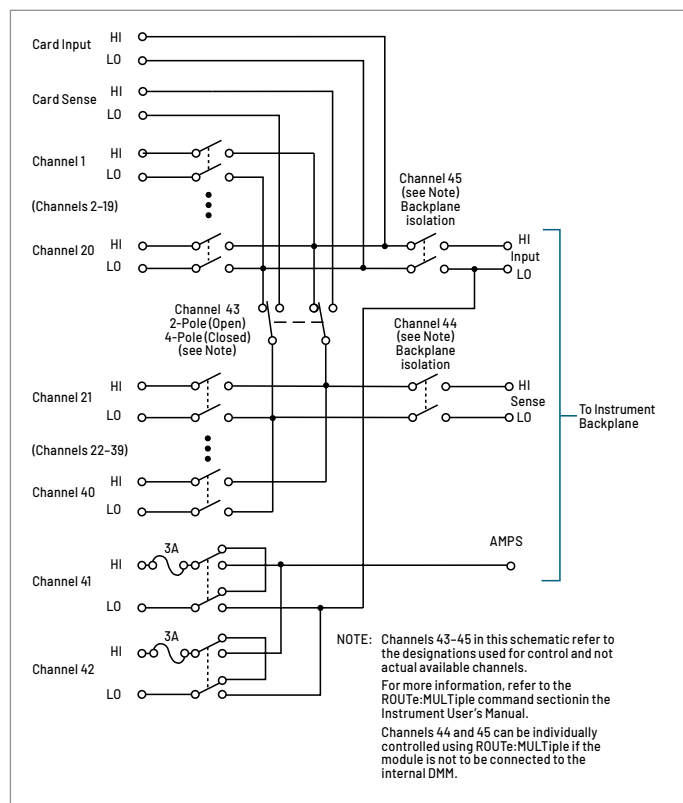 Card Input HI
LO
Card Sense HI
LO
Channel 1 HI
LO
(Channels 2–19)
Channel 20 HI
LO
Channel 45
(see Note)
Backplane
isolation
HI
Input
LO
Channel 43
2-Pole (Open)
4-Pole (Closed)
(see Note)
Channel 44
(see Note)
Backplane
isolation
Channel 21 HI
LO
HI
Sense
LO
To Instrument
Backplane
(Channels 22–39)
Channel 40 HI
LO
AMPS
3A
Channel 41 HI
LO
3A
Channel 42 HI
LO
NOTE: Channels 43–45 in this schematic refer to
the designations used for control and not
actual available channels.
For more information, refer to the
ROUTe:MULTiple command sectionin the
Instrument User's Manual.
Channels 44 and 45 can be individually
controlled using ROUTe:MULTiple if the
module is not to be connected to the
internal DMM.